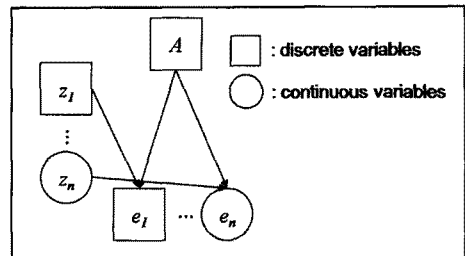 A
: discrete variables
z1
: continuous variables
⋮
zn
e1 ... en